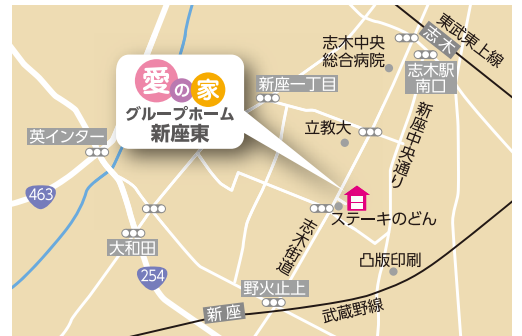 愛の家
グループホーム
新座東
志木中央
総合病院
東武東上線
志木
志木駅
南口
新座一丁目
立教大
新座中央通り
英インター
463
ステーキのどん
志木街道
大和田
254
凸版印刷
野火止上
新座
武蔵野線